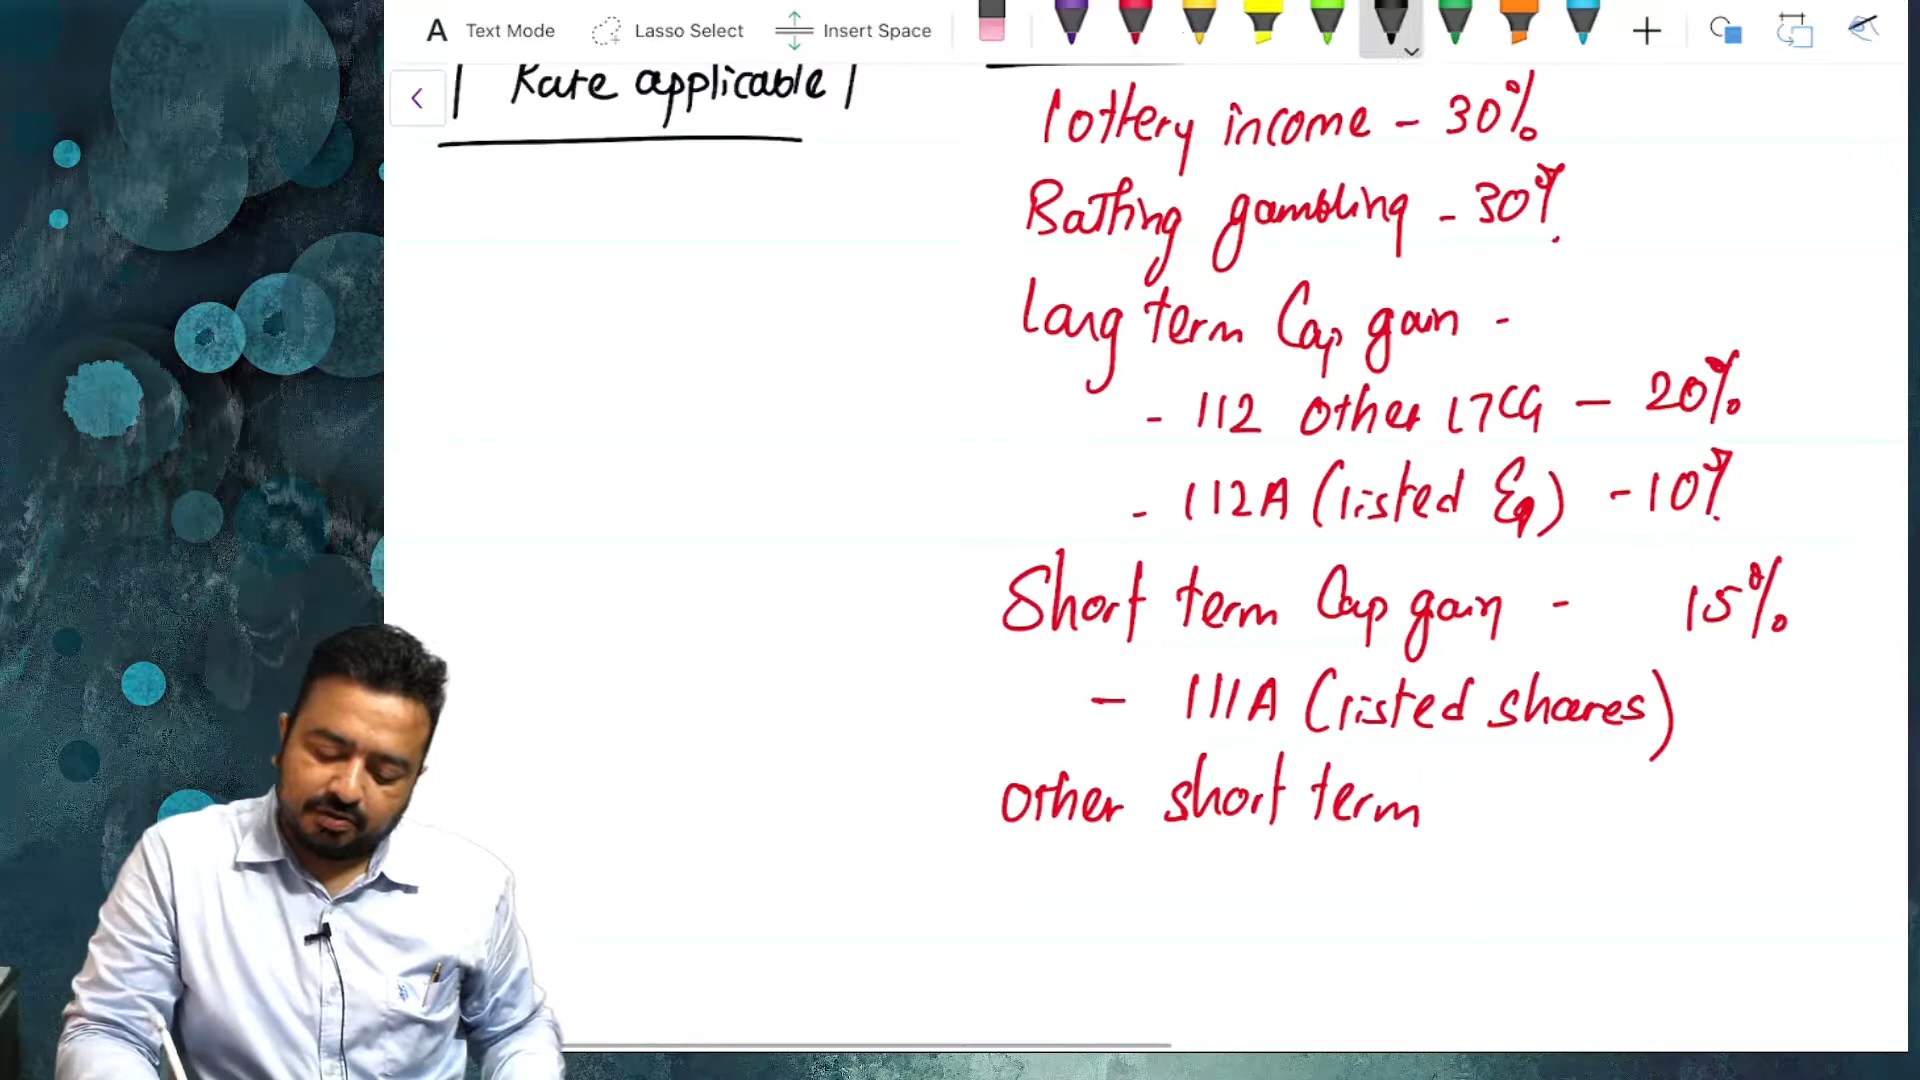 A Text Mode Lasso Select Insert Space
| Rate applicable |
lottery income - 30%
Bathing gambling - 30%
Long term Cap gain -
- 112 other LTCG - 20%
- 112A (listed Eq) - 10%
Short term Cap gain - 15%
- 111A (listed shares)
other short term